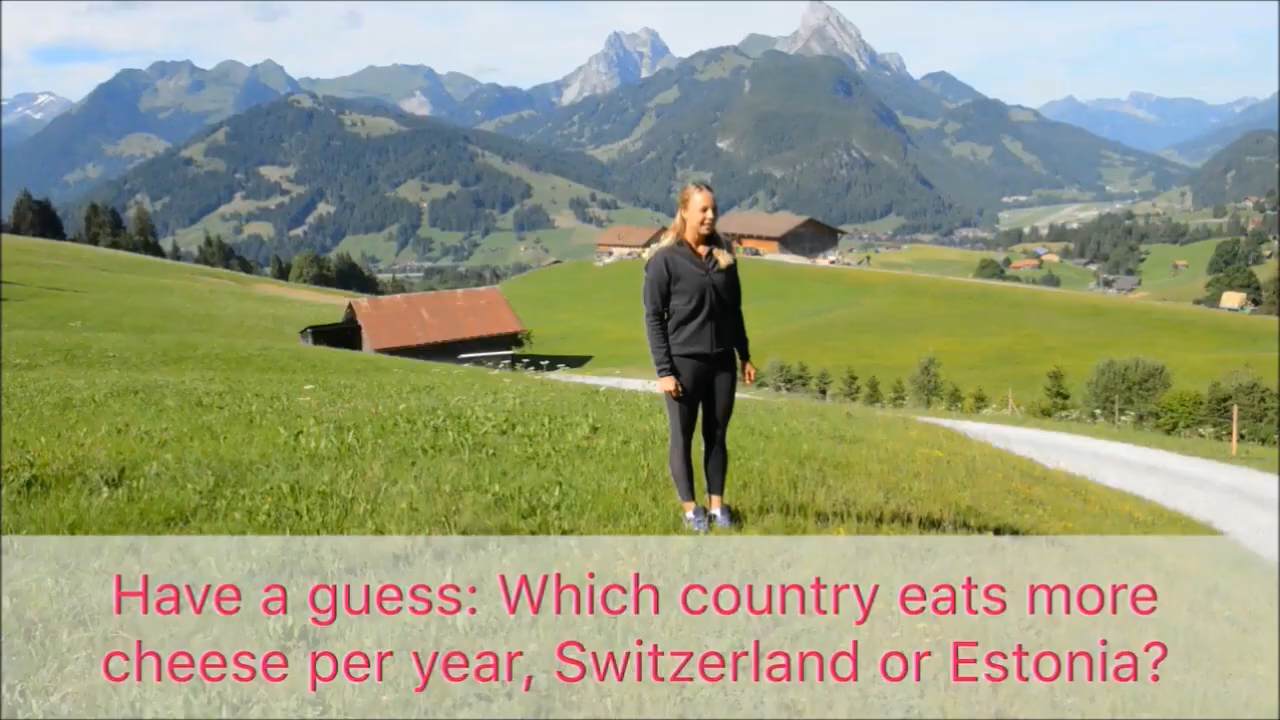 Have a guess: Which country eats more
cheese per year, Switzerland or Estonia?